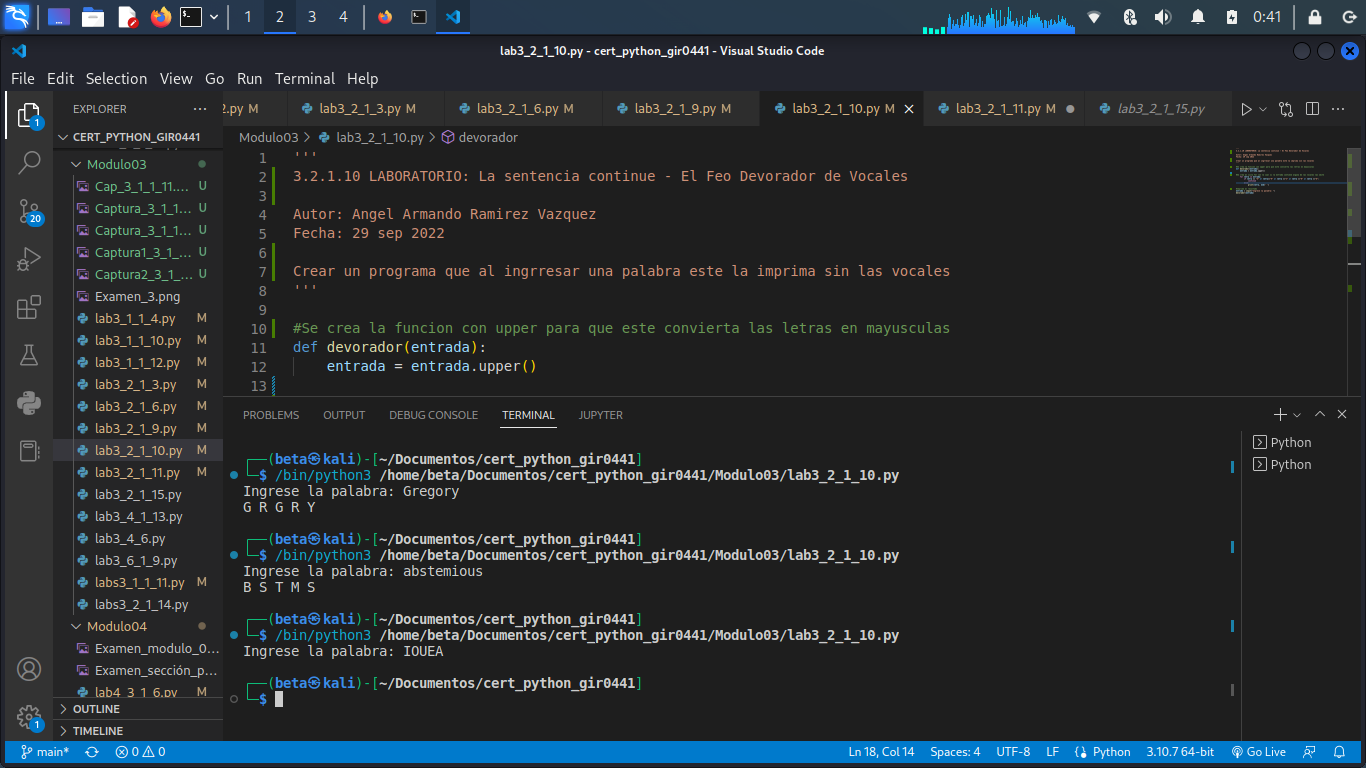 1 2 3 4 0:41
lab3_2_1_10.py - cert_python_gir0441 - Visual Studio Code
File Edit Selection View Go Run Terminal Help
EXPLORER ···
2.py M lab3_2_1_3.py M lab3_2_1_6.py M lab3_2_1_9.py M lab3_2_1_10.py M lab3_2_1_11.py M lab3_2_1_15.py
CERT_PYTHON_GIR0441
Modulo03
Cap_3_1_1_11.... U
Captura_3_1_1... U
Captura_3_1_1... U
Captura1_3_1_... U
Captura2_3_1_... U
Examen_3.png
lab3_1_1_4.py M
lab3_1_1_10.py M
lab3_1_1_12.py M
lab3_2_1_3.py M
lab3_2_1_6.py M
lab3_2_1_9.py M
lab3_2_1_10.py M
lab3_2_1_11.py M
lab3_2_1_15.py
lab3_4_1_13.py
lab3_4_6.py
lab3_6_1_9.py
labs3_1_1_11.py M
labs3_2_1_14.py
Modulo04
Examen_modulo_0...
Examen_sección_p...
lab4_3_1_6.py M
OUTLINE
TIMELINE
1
20
1
Modulo03 > lab3_2_1_10.py > devorador
1 '''
2 3.2.1.10 LABORATORIO: La sentencia continue - El Feo Devorador de Vocales
3
4 Autor: Angel Armando Ramirez Vazquez
5 Fecha: 29 sep 2022
6
7 Crear un programa que al ingrresar una palabra este la imprima sin las vocales
8 '''
9
10 #Se crea la funcion con upper para que este convierta las letras en mayusculas
11 def devorador(entrada):
12 entrada = entrada.upper()
13
PROBLEMS OUTPUT DEBUG CONSOLE TERMINAL JUPYTER
Python
Python
┌──(beta㉿kali)-[~/Documentos/cert_python_gir0441]
└─$ /bin/python3 /home/beta/Documentos/cert_python_gir0441/Modulo03/lab3_2_1_10.py
Ingrese la palabra: Gregory
G R G R Y
┌──(beta㉿kali)-[~/Documentos/cert_python_gir0441]
└─$ /bin/python3 /home/beta/Documentos/cert_python_gir0441/Modulo03/lab3_2_1_10.py
Ingrese la palabra: abstemious
B S T M S
┌──(beta㉿kali)-[~/Documentos/cert_python_gir0441]
└─$ /bin/python3 /home/beta/Documentos/cert_python_gir0441/Modulo03/lab3_2_1_10.py
Ingrese la palabra: IOUEA
┌──(beta㉿kali)-[~/Documentos/cert_python_gir0441]
└─$
main* 0 0 Ln 18, Col 14 Spaces: 4 UTF-8 LF Python 3.10.7 64-bit Go Live